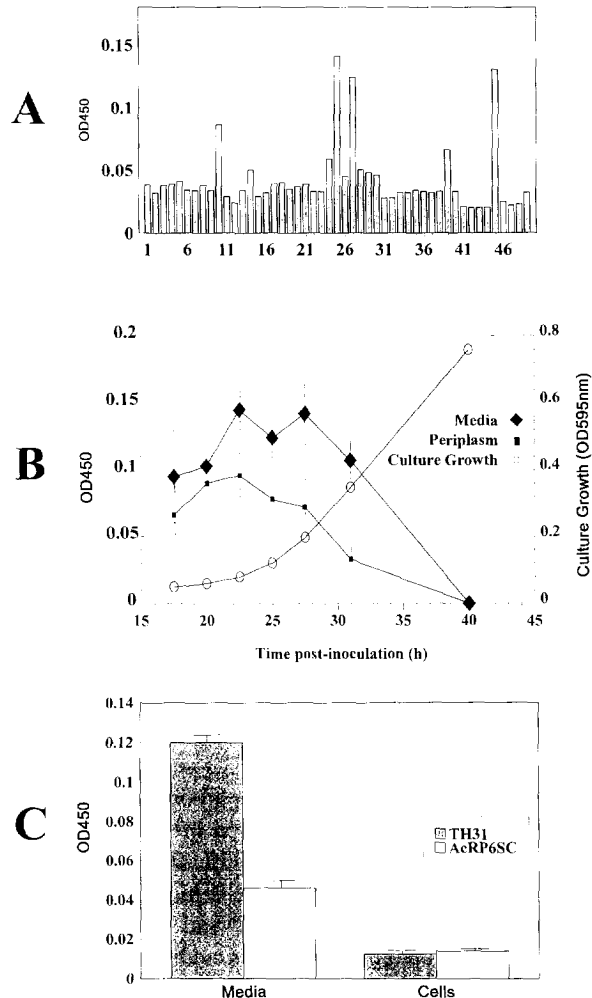 A
OD450
0.15
0.1
0.05
0
1 6 11 16 21 26 31 36 41 46
B
OD450
0.2
0.15
0.1
0.05
0
Media
Periplasm
Culture Growth
0.8
0.6
0.4
0.2
0
Culture Growth (OD595nm)
15 20 25 30 35 40 45
Time post-inoculation (h)
C
OD450
0.14
0.12
0.1
0.08
0.06
0.04
0.02
0
TH31
AcRP6SC
Media Cells